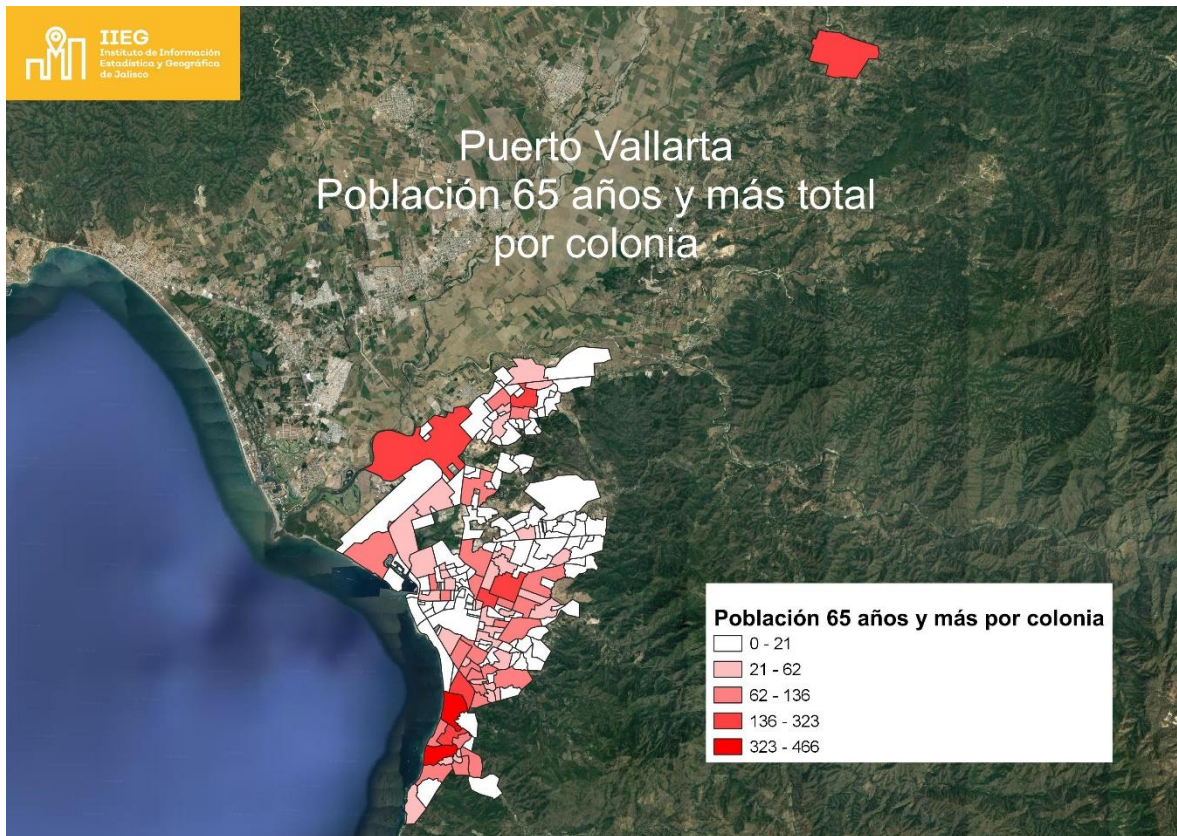 IIEG
Instituto de Información
Estadística y Geográfica
de Jalisco
Puerto Vallarta
Población 65 años y más total
por colonia
Población 65 años y más por colonia
0 - 21
21 - 62
62 - 136
136 - 323
323 - 466